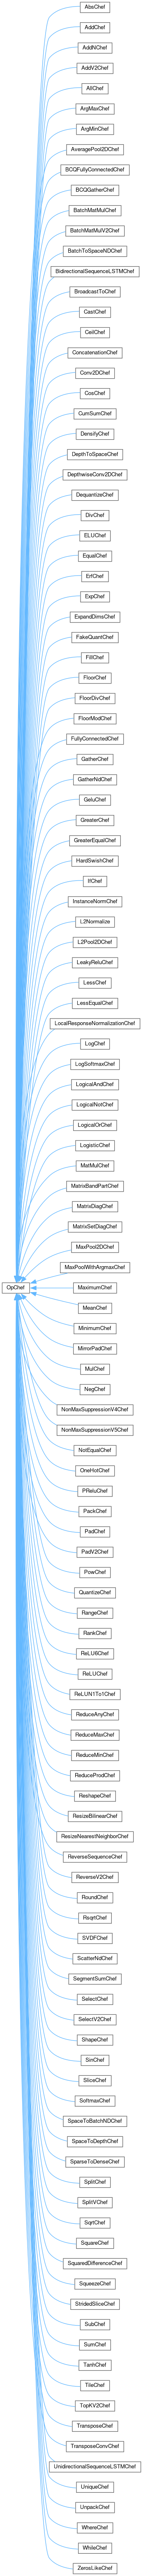 AbsChef
AddChef
AddNChef
AddV2Chef
AllChef
ArgMaxChef
ArgMinChef
AveragePool2DChef
BCQFullyConnectedChef
BCQGatherChef
BatchMatMulChef
BatchMatMulV2Chef
BatchToSpaceNDChef
BidirectionalSequenceLSTMChef
BroadcastToChef
CastChef
CeilChef
ConcatenationChef
Conv2DChef
CosChef
CumSumChef
DensifyChef
DepthToSpaceChef
DepthwiseConv2DChef
DequantizeChef
DivChef
ELUChef
EqualChef
ErfChef
ExpChef
ExpandDimsChef
FakeQuantChef
FillChef
FloorChef
FloorDivChef
FloorModChef
FullyConnectedChef
GatherChef
GatherNdChef
GeluChef
GreaterChef
GreaterEqualChef
HardSwishChef
IfChef
InstanceNormChef
L2Normalize
L2Pool2DChef
LeakyReluChef
LessChef
LessEqualChef
LocalResponseNormalizationChef
LogChef
LogSoftmaxChef
LogicalAndChef
LogicalNotChef
LogicalOrChef
LogisticChef
MatMulChef
MatrixBandPartChef
MatrixDiagChef
MatrixSetDiagChef
MaxPool2DChef
MaxPoolWithArgmaxChef
OpChef
MaximumChef
MeanChef
MinimumChef
MirrorPadChef
MulChef
NegChef
NonMaxSuppressionV4Chef
NonMaxSuppressionV5Chef
NotEqualChef
OneHotChef
PReluChef
PackChef
PadChef
PadV2Chef
PowChef
QuantizeChef
RangeChef
RankChef
ReLU6Chef
ReLUChef
ReLUN1To1Chef
ReduceAnyChef
ReduceMaxChef
ReduceMinChef
ReduceProdChef
ReshapeChef
ResizeBilinearChef
ResizeNearestNeighborChef
ReverseSequenceChef
ReverseV2Chef
RoundChef
RsqrtChef
SVDFChef
ScatterNdChef
SegmentSumChef
SelectChef
SelectV2Chef
ShapeChef
SinChef
SliceChef
SoftmaxChef
SpaceToBatchNDChef
SpaceToDepthChef
SparseToDenseChef
SplitChef
SplitVChef
SqrtChef
SquareChef
SquaredDifferenceChef
SqueezeChef
StridedSliceChef
SubChef
SumChef
TanhChef
TileChef
TopKV2Chef
TransposeChef
TransposeConvChef
UnidirectionalSequenceLSTMChef
UniqueChef
UnpackChef
WhereChef
WhileChef
ZerosLikeChef